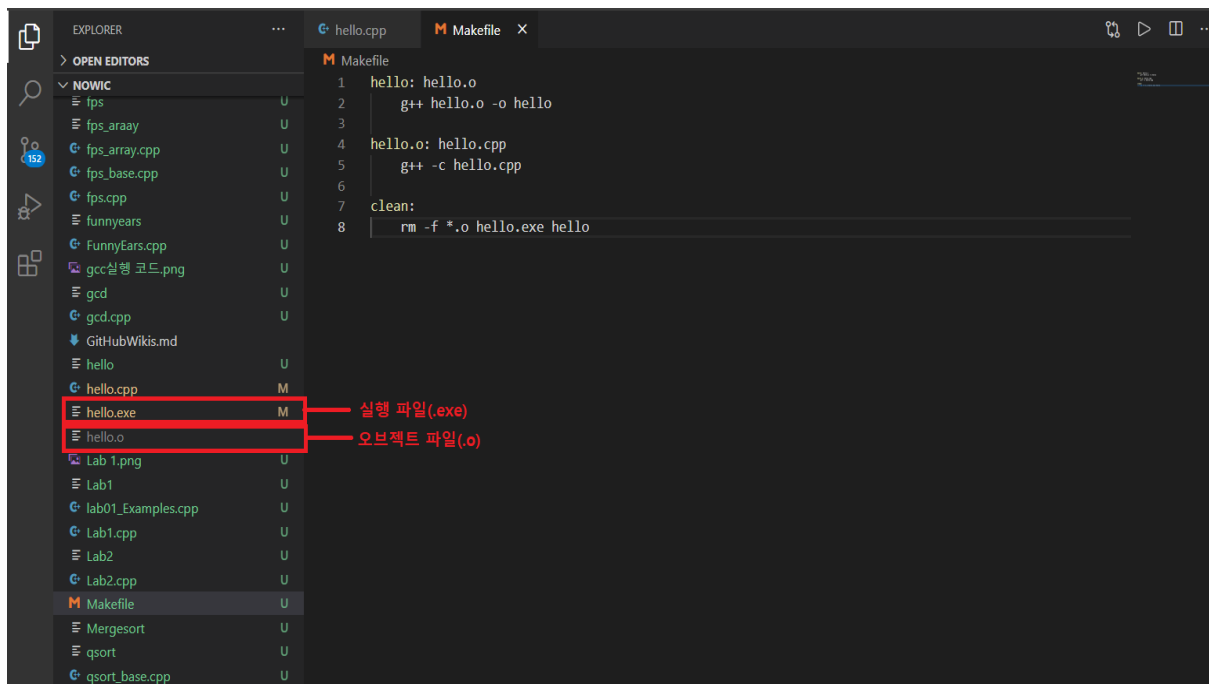 EXPLORER
OPEN EDITORS
NOWIC
fps U
fps_araay U
fps_array.cpp U
fps_base.cpp U
fps.cpp U
funnyears U
FunnyEars.cpp U
gcc실행 코드.png U
gcd U
gcd.cpp U
GitHubWikis.md
hello U
hello.cpp M
hello.exe M
hello.o
Lab 1.png U
Lab1 U
lab01_Examples.cpp U
Lab1.cpp U
Lab2 U
Lab2.cpp U
Makefile U
Mergesort U
qsort U
qsort_base.cpp U
152
hello.cpp
M Makefile
M Makefile
1 hello: hello.o
2 g++ hello.o -o hello
3
4 hello.o: hello.cpp
5 g++ -c hello.cpp
6
7 clean:
8 rm -f *.o hello.exe hello
실행 파일(.exe)
오브젝트 파일(.o)